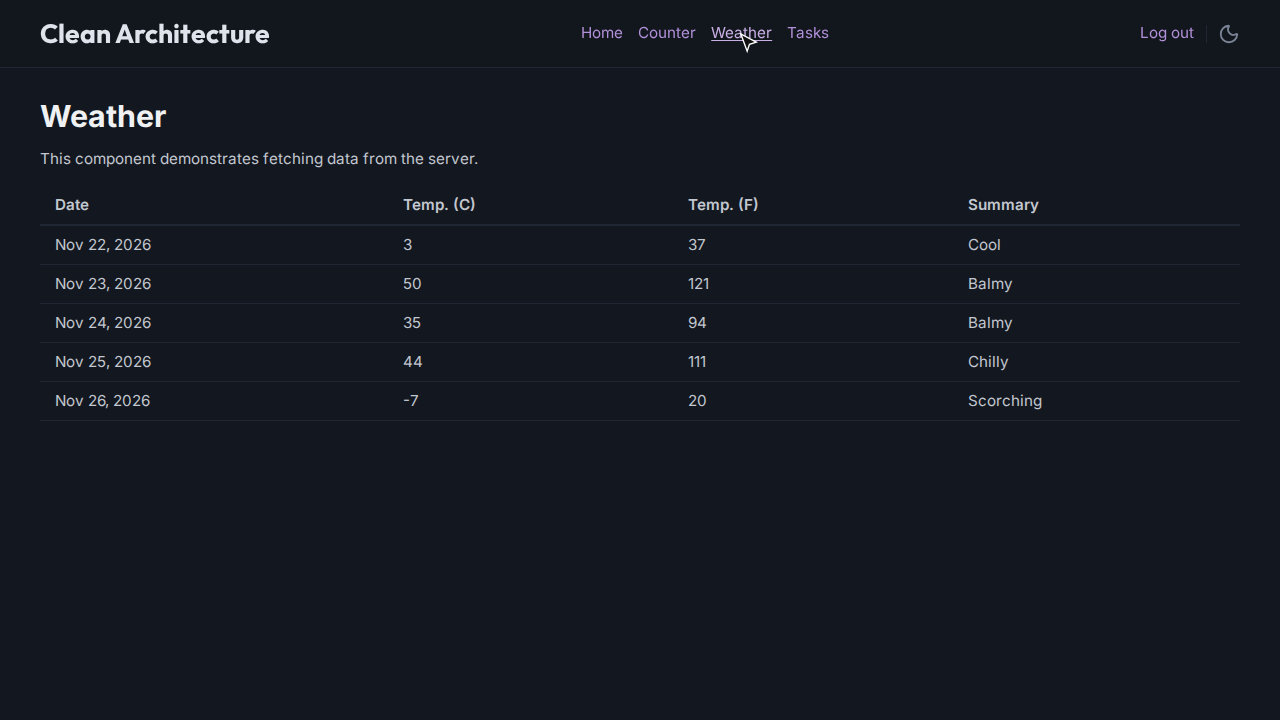 Clean Architecture
Home Counter Weather Tasks
Log out
Weather
This component demonstrates fetching data from the server.
Date Temp. (C) Temp. (F) Summary
Nov 22, 2026 3 37 Cool
Nov 23, 2026 50 121 Balmy
Nov 24, 2026 35 94 Balmy
Nov 25, 2026 44 111 Chilly
Nov 26, 2026 -7 20 Scorching